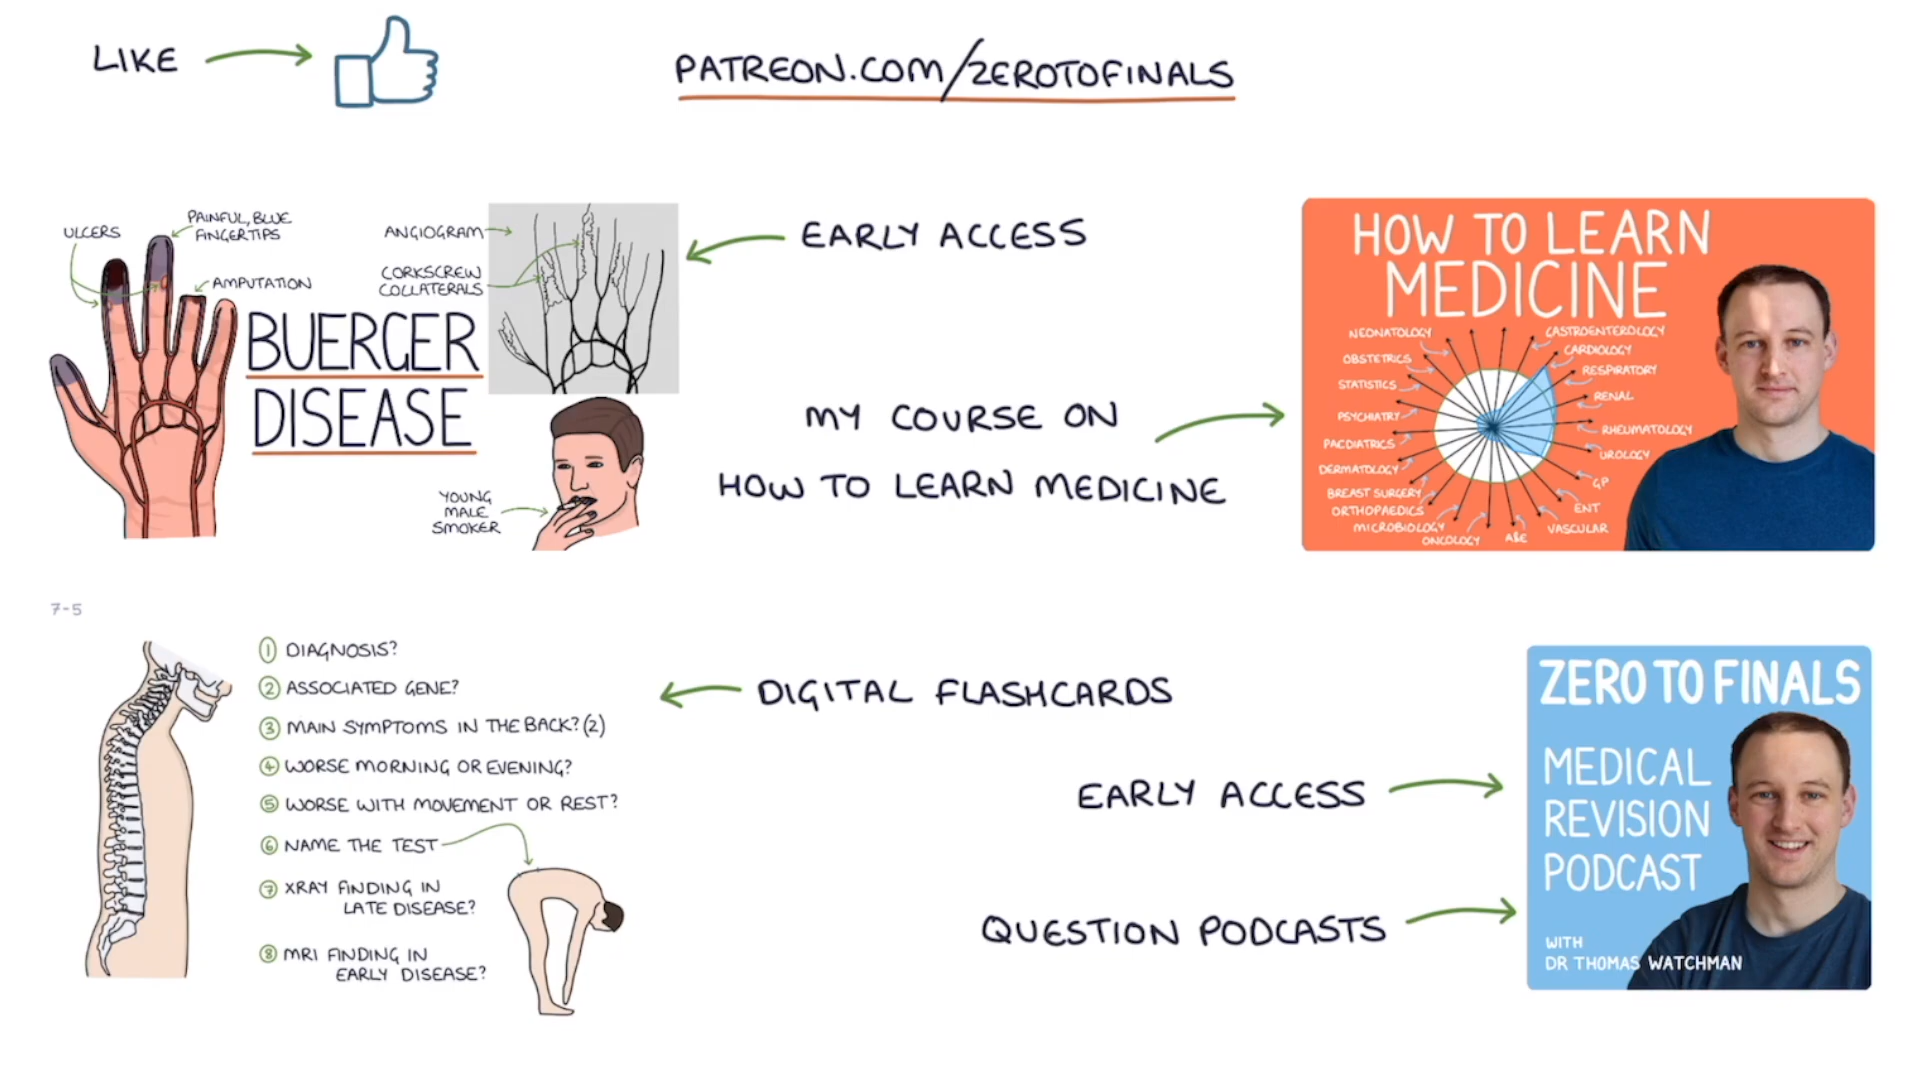 LIKE
PATREON.COM/ZEROTOFINALS
ULCERS
PAINFUL, BLUE
FINGERTIPS
AMPUTATION
BUERGER
DISEASE
ANGIOGRAM
CORKSCREW
COLLATERALS
YOUNG
MALE
SMOKER
EARLY ACCESS
MY COURSE ON
HOW TO LEARN MEDICINE
HOW TO LEARN
MEDICINE
NEONATOLOGY
OBSTETRICS
STATISTICS
PSYCHIATRY
PAEDIATRICS
DERMATOLOGY
BREAST SURGERY
ORTHOPAEDICS
MICROBIOLOGY
ONCOLOGY
A&E
VASCULAR
ENT
GP
UROLOGY
RHEUMATOLOGY
RENAL
RESPIRATORY
CARDIOLOGY
GASTROENTEROLOGY
7-5
1 DIAGNOSIS?
2 ASSOCIATED GENE?
3 MAIN SYMPTOMS IN THE BACK? (2)
4 WORSE MORNING OR EVENING?
5 WORSE WITH MOVEMENT OR REST?
6 NAME THE TEST
7 XRAY FINDING IN
LATE DISEASE?
8 MRI FINDING IN
EARLY DISEASE?
DIGITAL FLASHCARDS
EARLY ACCESS
QUESTION PODCASTS
ZERO TO FINALS
MEDICAL
REVISION
PODCAST
WITH
DR THOMAS WATCHMAN